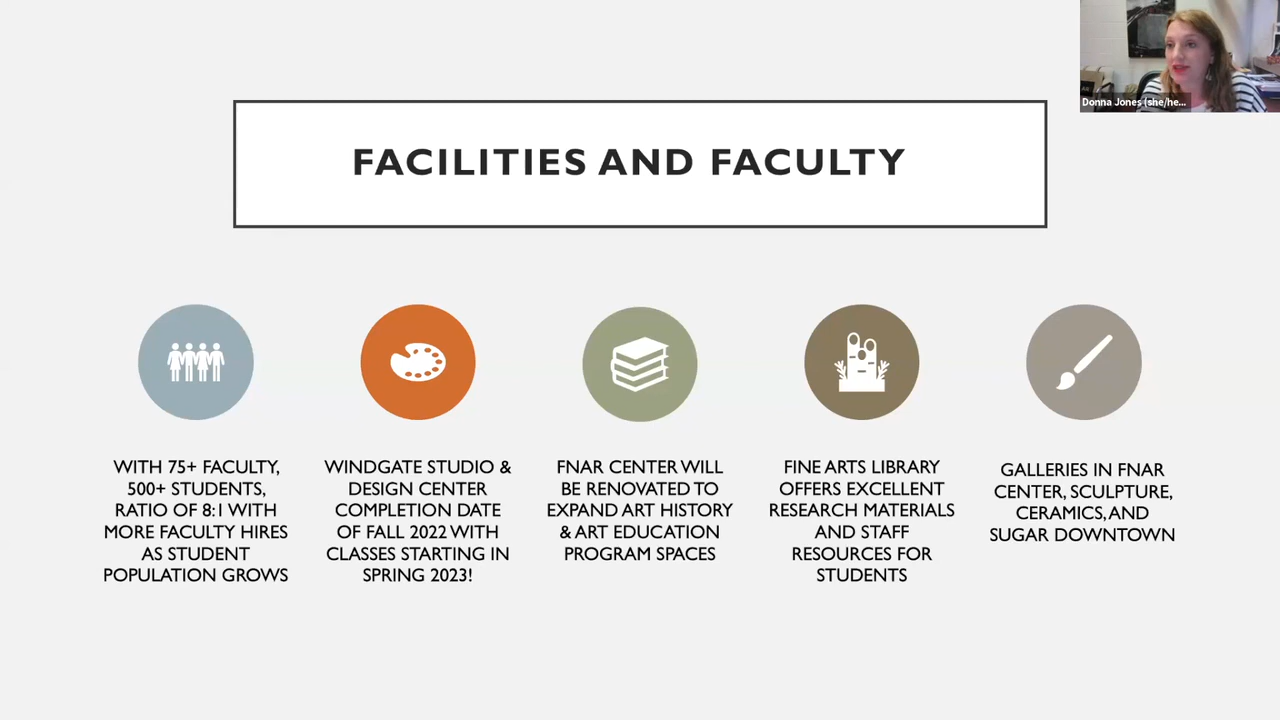 Donna Jones (she/he...
FACILITIES AND FACULTY
WITH 75+ FACULTY,
500+ STUDENTS,
RATIO OF 8:1 WITH
MORE FACULTY HIRES
AS STUDENT
POPULATION GROWS
WINDGATE STUDIO &
DESIGN CENTER
COMPLETION DATE
OF FALL 2022 WITH
CLASSES STARTING IN
SPRING 2023!
FNAR CENTER WILL
BE RENOVATED TO
EXPAND ART HISTORY
& ART EDUCATION
PROGRAM SPACES
FINE ARTS LIBRARY
OFFERS EXCELLENT
RESEARCH MATERIALS
AND STAFF
RESOURCES FOR
STUDENTS
GALLERIES IN FNAR
CENTER, SCULPTURE,
CERAMICS, AND
SUGAR DOWNTOWN